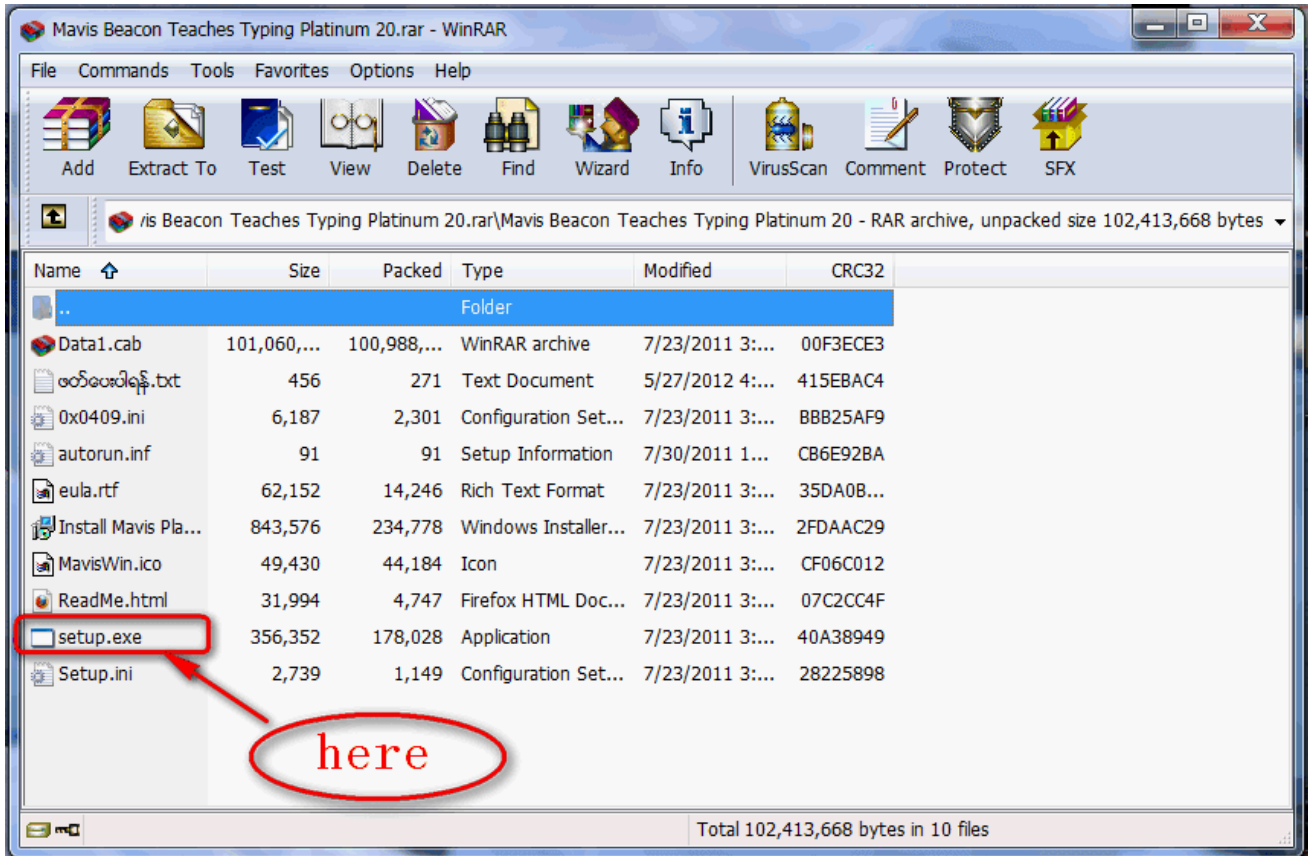 Mavis Beacon Teaches Typing Platinum 20.rar - WinRAR
File Commands Tools Favorites Options Help
Add Extract To Test View Delete Find Wizard Info VirusScan Comment Protect SFX
vis Beacon Teaches Typing Platinum 20.rar\Mavis Beacon Teaches Typing Platinum 20 - RAR archive, unpacked size 102,413,668 bytes
Name Size Packed Type Modified CRC32
.. Folder
Data1.cab 101,060,... 100,988,... WinRAR archive 7/23/2011 3:... 00F3ECE3
ဖတ်ပေးပါရန်.txt 456 271 Text Document 5/27/2012 4:... 415EBAC4
0x0409.ini 6,187 2,301 Configuration Set... 7/23/2011 3:... BBB25AF9
autorun.inf 91 91 Setup Information 7/30/2011 1... CB6E92BA
eula.rtf 62,152 14,246 Rich Text Format 7/23/2011 3:... 35DA0B...
Install Mavis Pla... 843,576 234,778 Windows Installer... 7/23/2011 3:... 2FDAAC29
MavisWin.ico 49,430 44,184 Icon 7/23/2011 3:... CF06C012
ReadMe.html 31,994 4,747 Firefox HTML Doc... 7/23/2011 3:... 07C2CC4F
setup.exe 356,352 178,028 Application 7/23/2011 3:... 40A38949
Setup.ini 2,739 1,149 Configuration Set... 7/23/2011 3:... 28225898
here
Total 102,413,668 bytes in 10 files